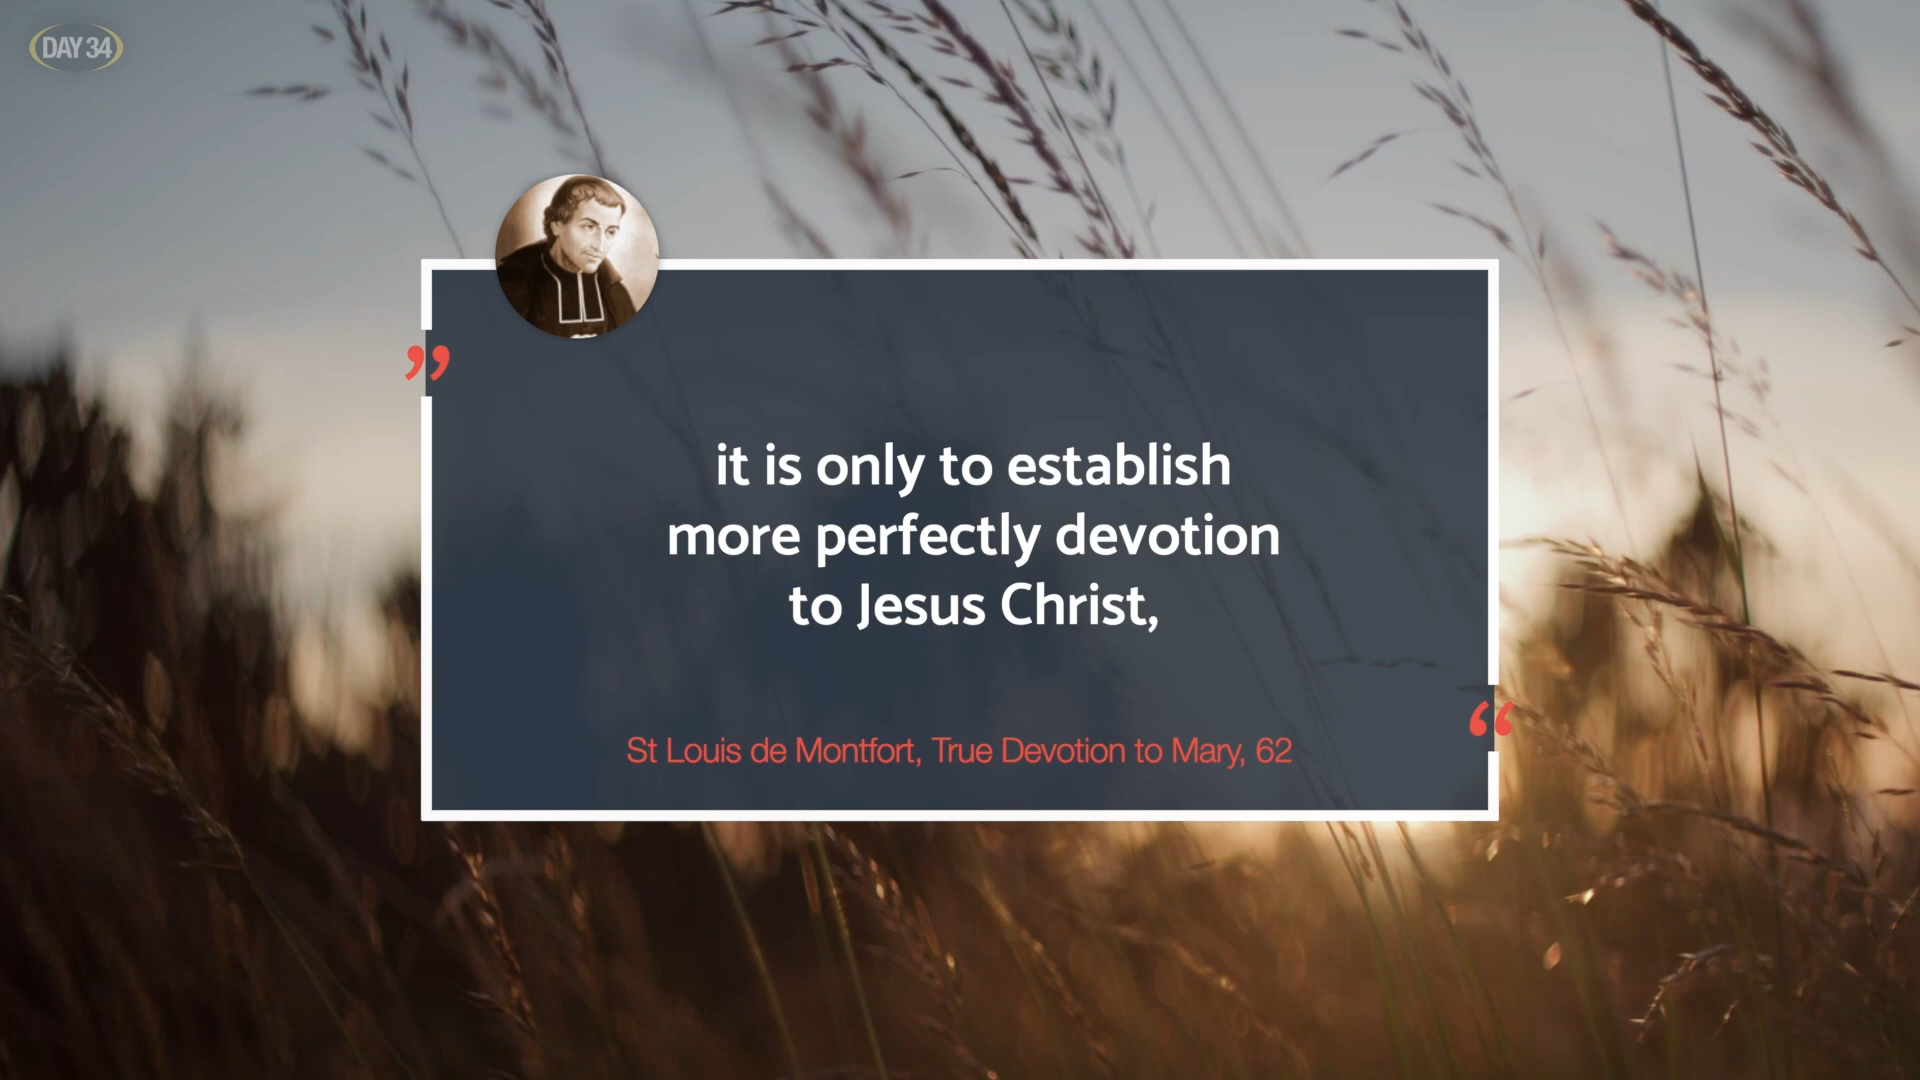 DAY 34
”
it is only to establish
more perfectly devotion
to Jesus Christ,
“
St Louis de Montfort, True Devotion to Mary, 62